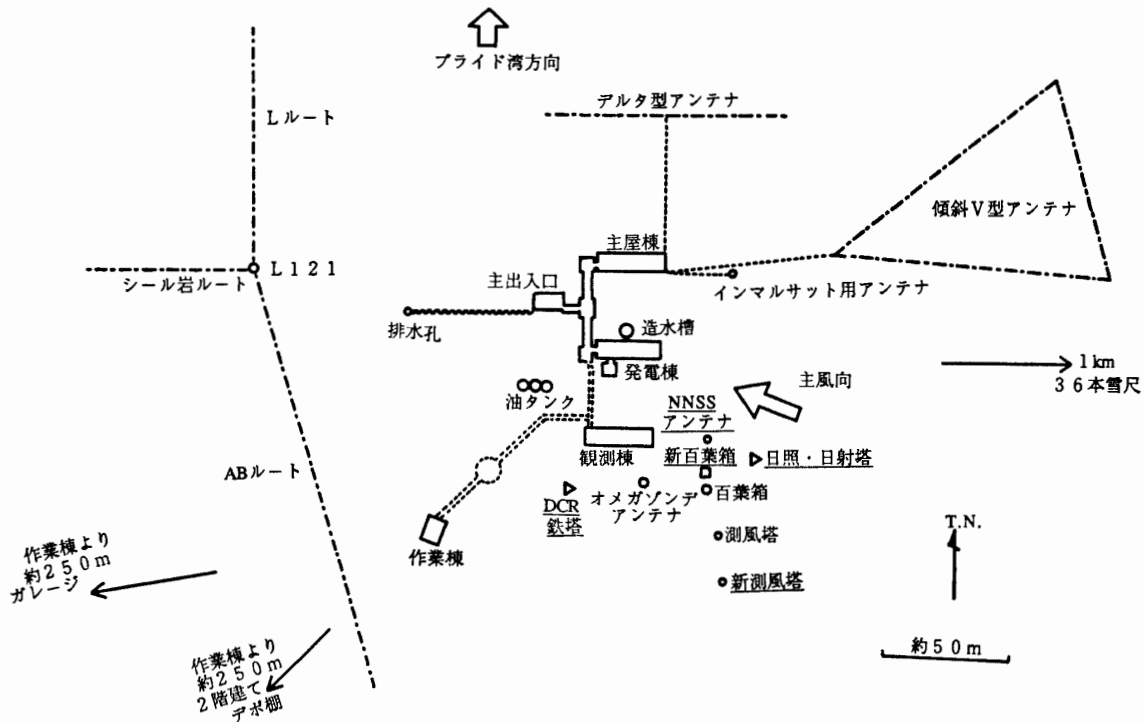 ブライド湾方向
デルタ型アンテナ
Lルート
傾斜V型アンテナ
主屋棟
L121
シール岩ルート
主出入口
インマルサット用アンテナ
排水孔
造水槽
発電棟
1km
36本雪尺
主風向
油タンク
NNSS
アンテナ
観測棟
新百葉箱
日照・日射塔
ABルート
DCR
鉄塔
オメガゾンデ
アンテナ
百葉箱
T.N.
作業棟
測風塔
新測風塔
作業棟より
約250m
ガレージ
約50m
作業棟より
約250m
2階建て
デポ棚